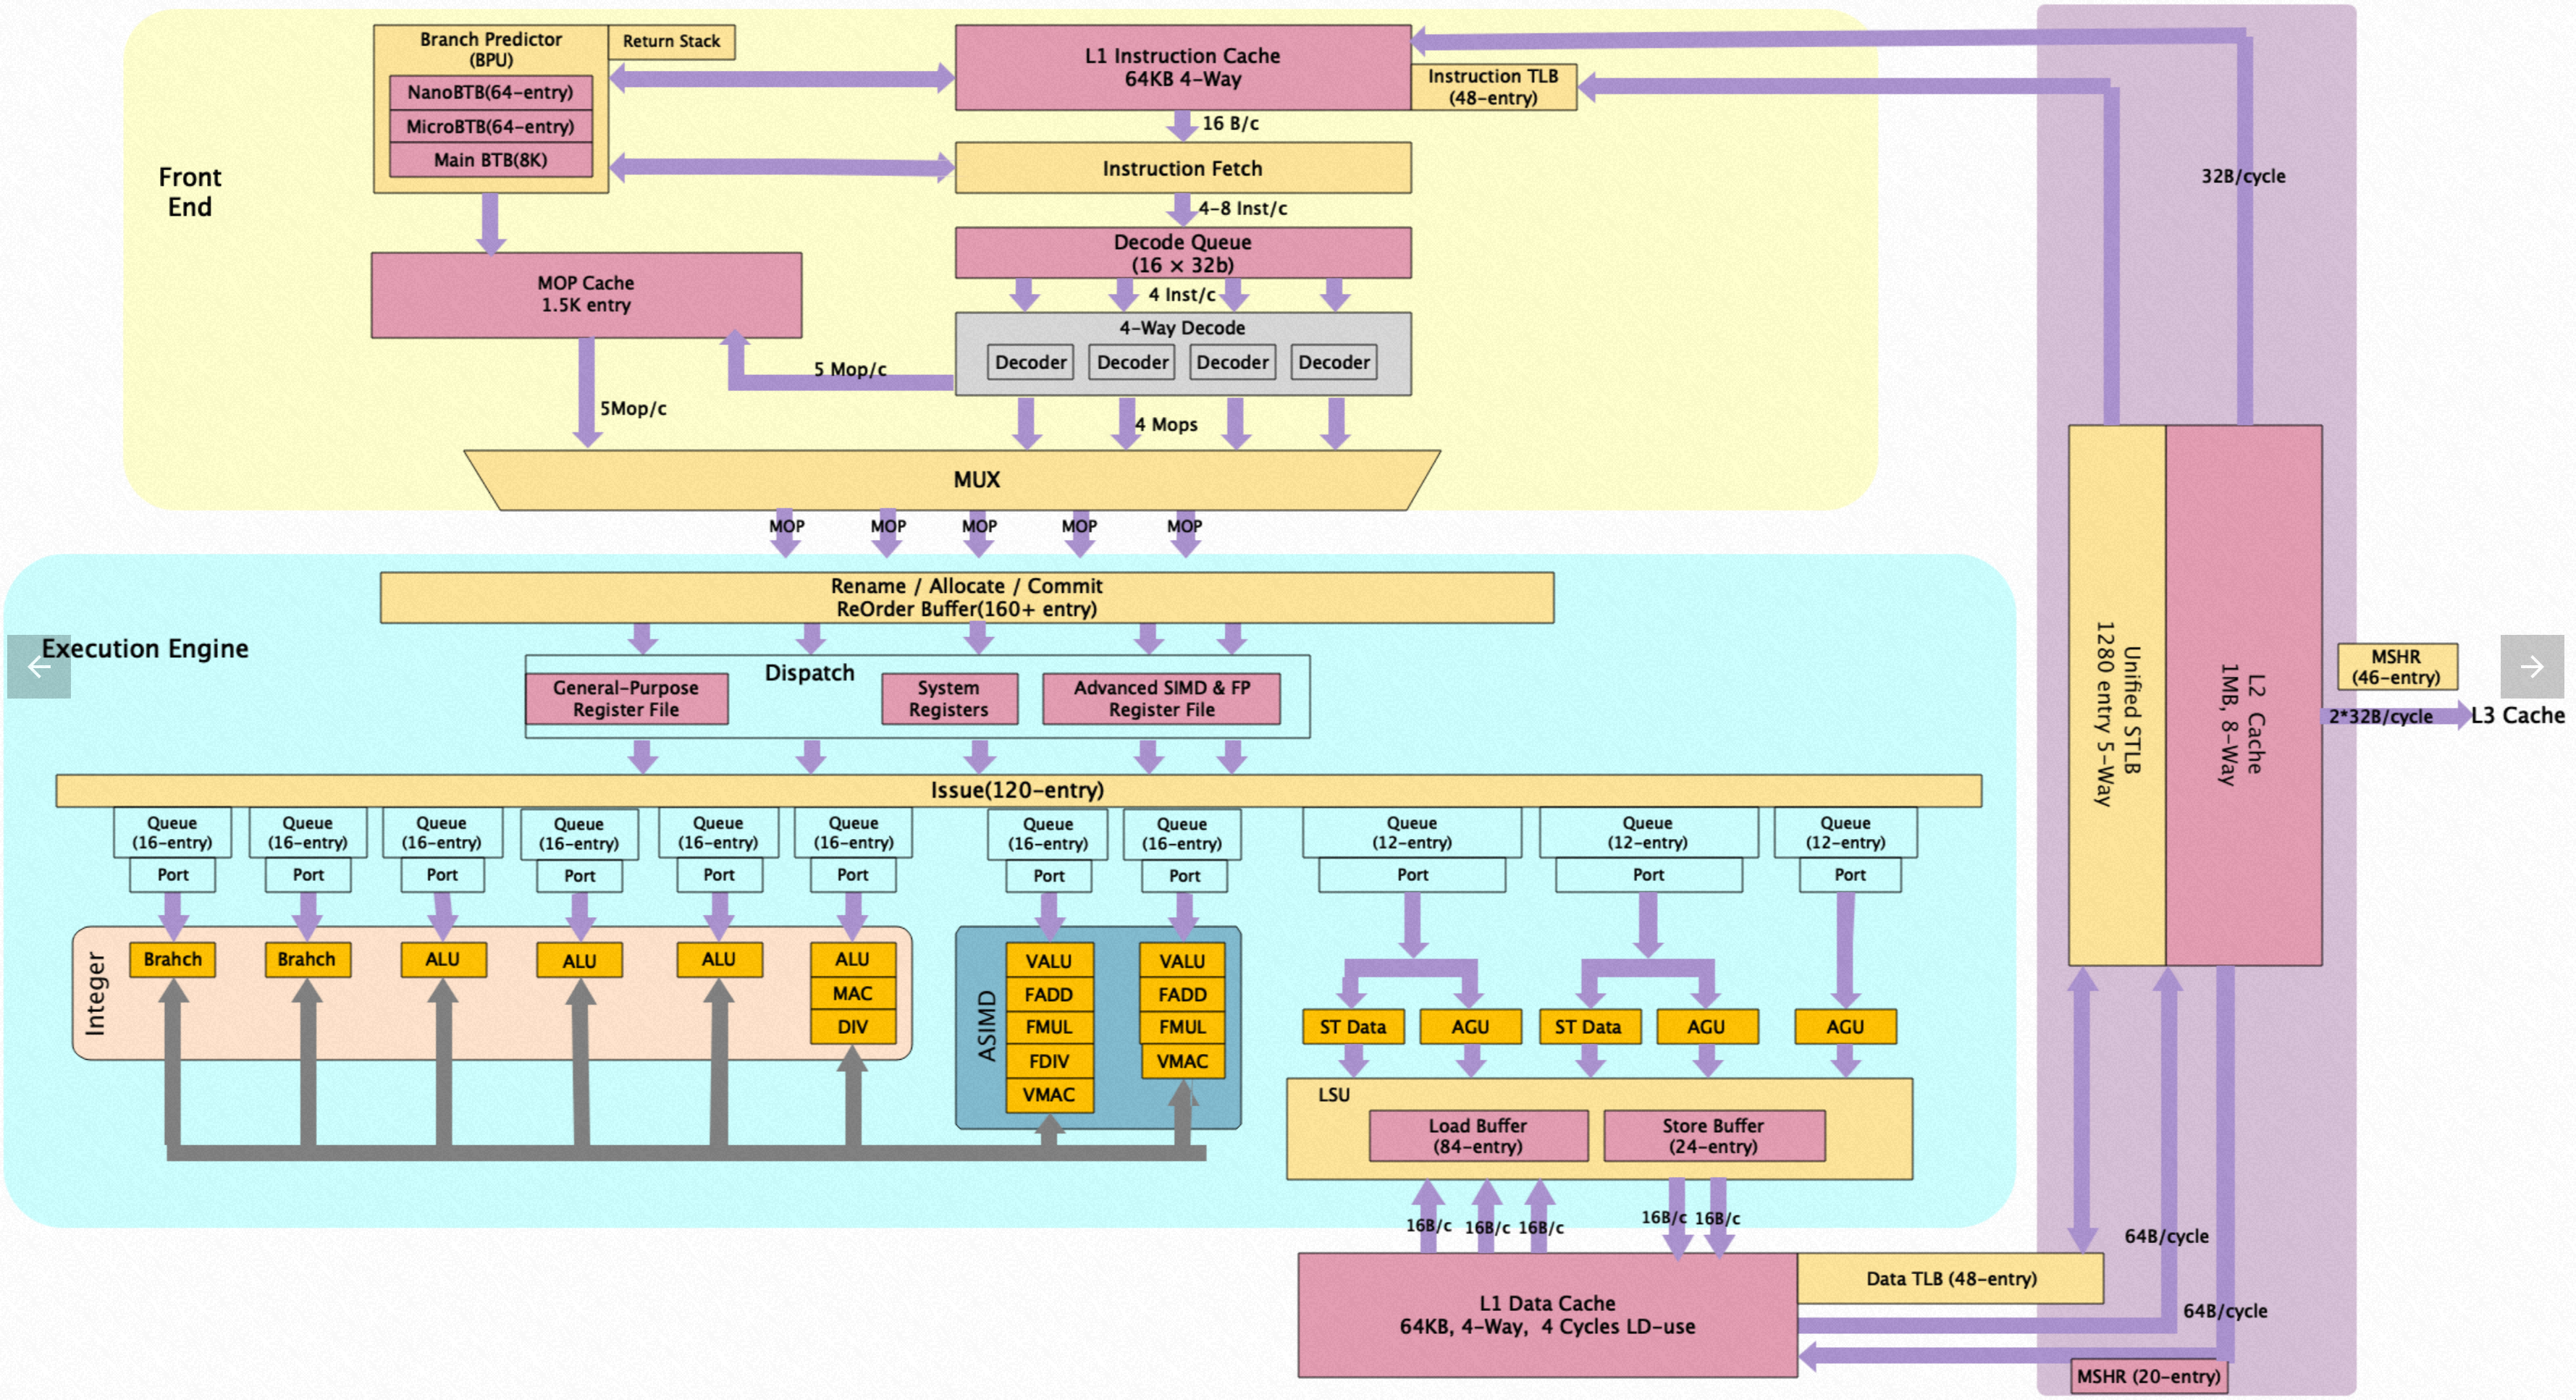 Branch Predictor
(BPU)
Return Stack
NanoBTB(64-entry)
MicroBTB(64-entry)
Main BTB(8K)
L1 Instruction Cache
64KB 4-Way
Instruction TLB
(48-entry)
16 B/c
Instruction Fetch
4-8 Inst/c
Front
End
32B/cycle
Decode Queue
(16 × 32b)
MOP Cache
1.5K entry
4 Inst/c
4-Way Decode
Decoder
Decoder
Decoder
Decoder
5 Mop/c
5Mop/c
4 Mops
MUX
MOP
MOP
MOP
MOP
MOP
Rename / Allocate / Commit
ReOrder Buffer(160+ entry)
Execution Engine
Dispatch
General-Purpose
Register File
System
Registers
Advanced SIMD & FP
Register File
Unified STLB
1280 entry 5-Way
L2 Cache
1MB, 8-Way
MSHR
(46-entry)
2*32B/cycle
L3 Cache
Issue(120-entry)
Queue
(16-entry)
Queue
(16-entry)
Queue
(16-entry)
Queue
(16-entry)
Queue
(16-entry)
Queue
(16-entry)
Queue
(16-entry)
Queue
(16-entry)
Queue
(12-entry)
Queue
(12-entry)
Queue
(12-entry)
Port
Port
Port
Port
Port
Port
Port
Port
Port
Port
Port
Integer
Brahch
Brahch
ALU
ALU
ALU
ALU
MAC
DIV
ASIMD
VALU
FADD
FMUL
FDIV
VMAC
VALU
FADD
FMUL
VMAC
ST Data
AGU
ST Data
AGU
AGU
LSU
Load Buffer
(84-entry)
Store Buffer
(24-entry)
16B/c
16B/c
16B/c
16B/c
16B/c
64B/cycle
Data TLB (48-entry)
L1 Data Cache
64KB, 4-Way, 4 Cycles LD-use
64B/cycle
MSHR (20-entry)